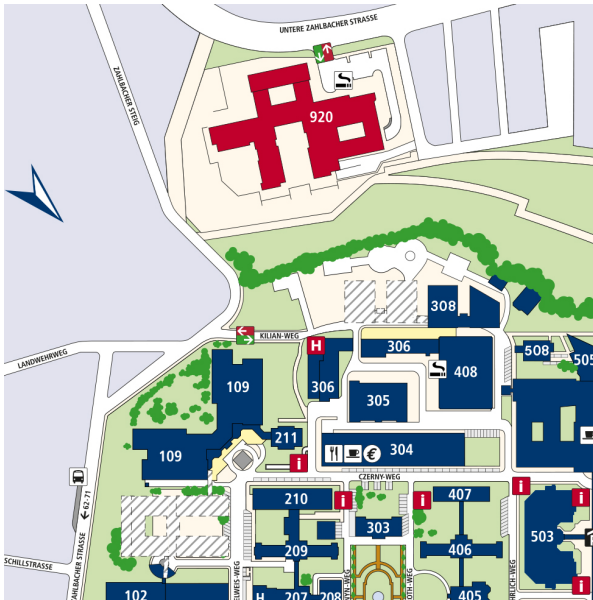 UNTERE ZAHLBACHER STRASSE
ZAHLBACHER STEIG
920
308
KILIAN-WEG
H
306
508
505
LANDWEHRWEG
306
408
109
305
211
304
€
109
i
CZERNY-WEG
62-71
210
i
i
407
i
i
303
503
209
406
SCHILLSTRASSE
ZAHLBACHER STRASSE
102
H
207
208
405
i